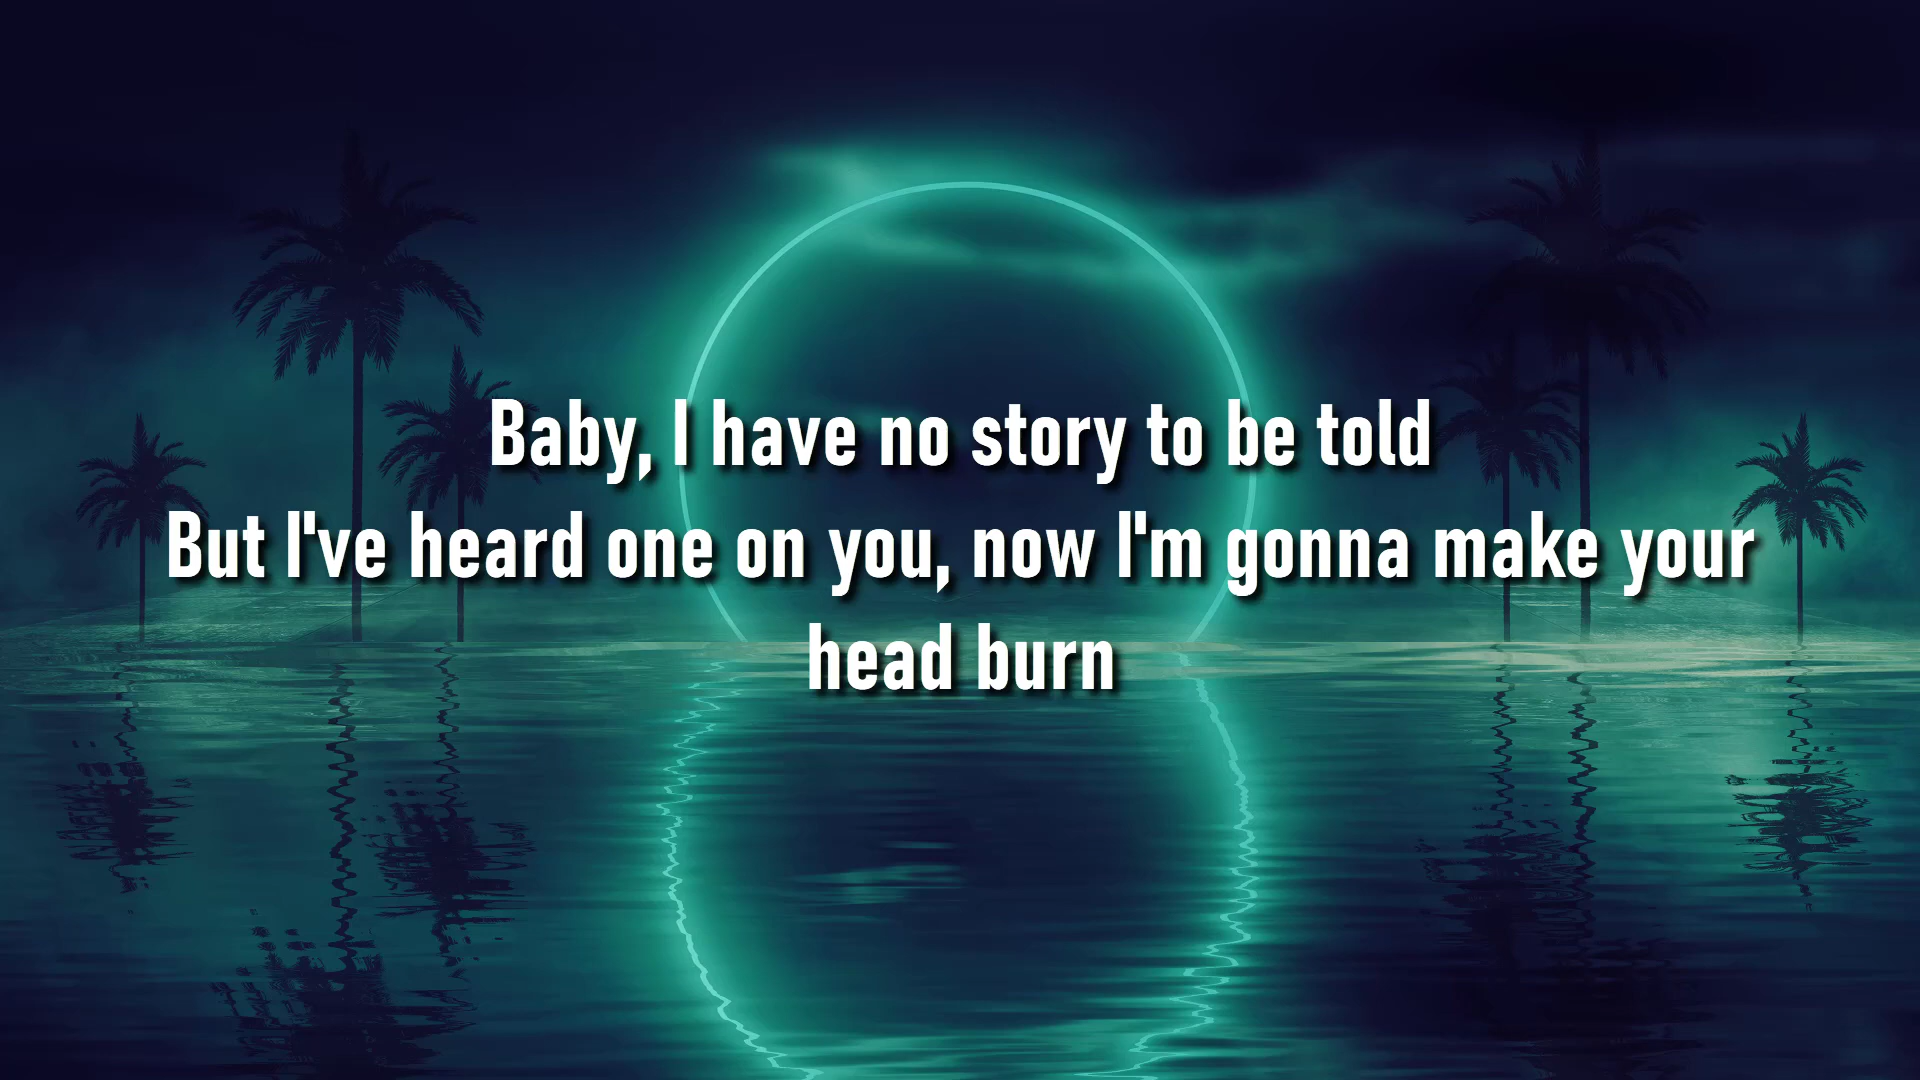 Baby, I have no story to be told
But I've heard one on you, now I'm gonna make your
head burn